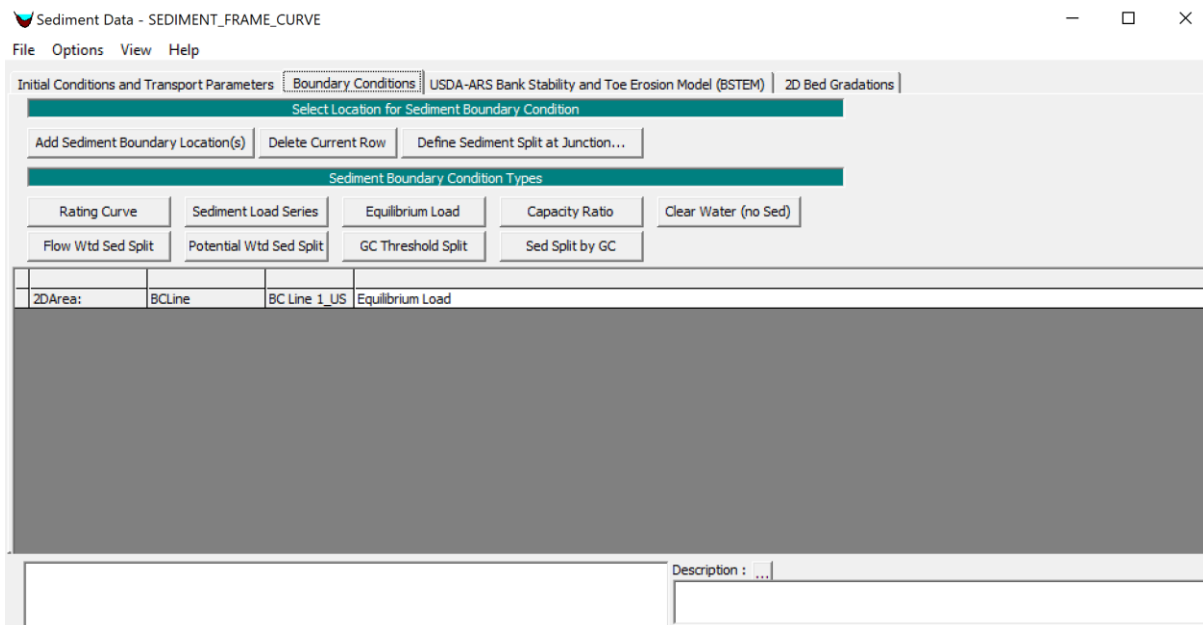 Sediment Data - SEDIMENT_FRAME_CURVE
File Options View Help
Initial Conditions and Transport Parameters Boundary Conditions USDA-ARS Bank Stability and Toe Erosion Model (BSTEM) 2D Bed Gradations
Select Location for Sediment Boundary Condition
Add Sediment Boundary Location(s) Delete Current Row Define Sediment Split at Junction...
Sediment Boundary Condition Types
Rating Curve Sediment Load Series Equilibrium Load Capacity Ratio Clear Water (no Sed)
Flow Wtd Sed Split Potential Wtd Sed Split GC Threshold Split Sed Split by GC
2DArea: BCLine BC Line 1_US Equilibrium Load
Description : ...